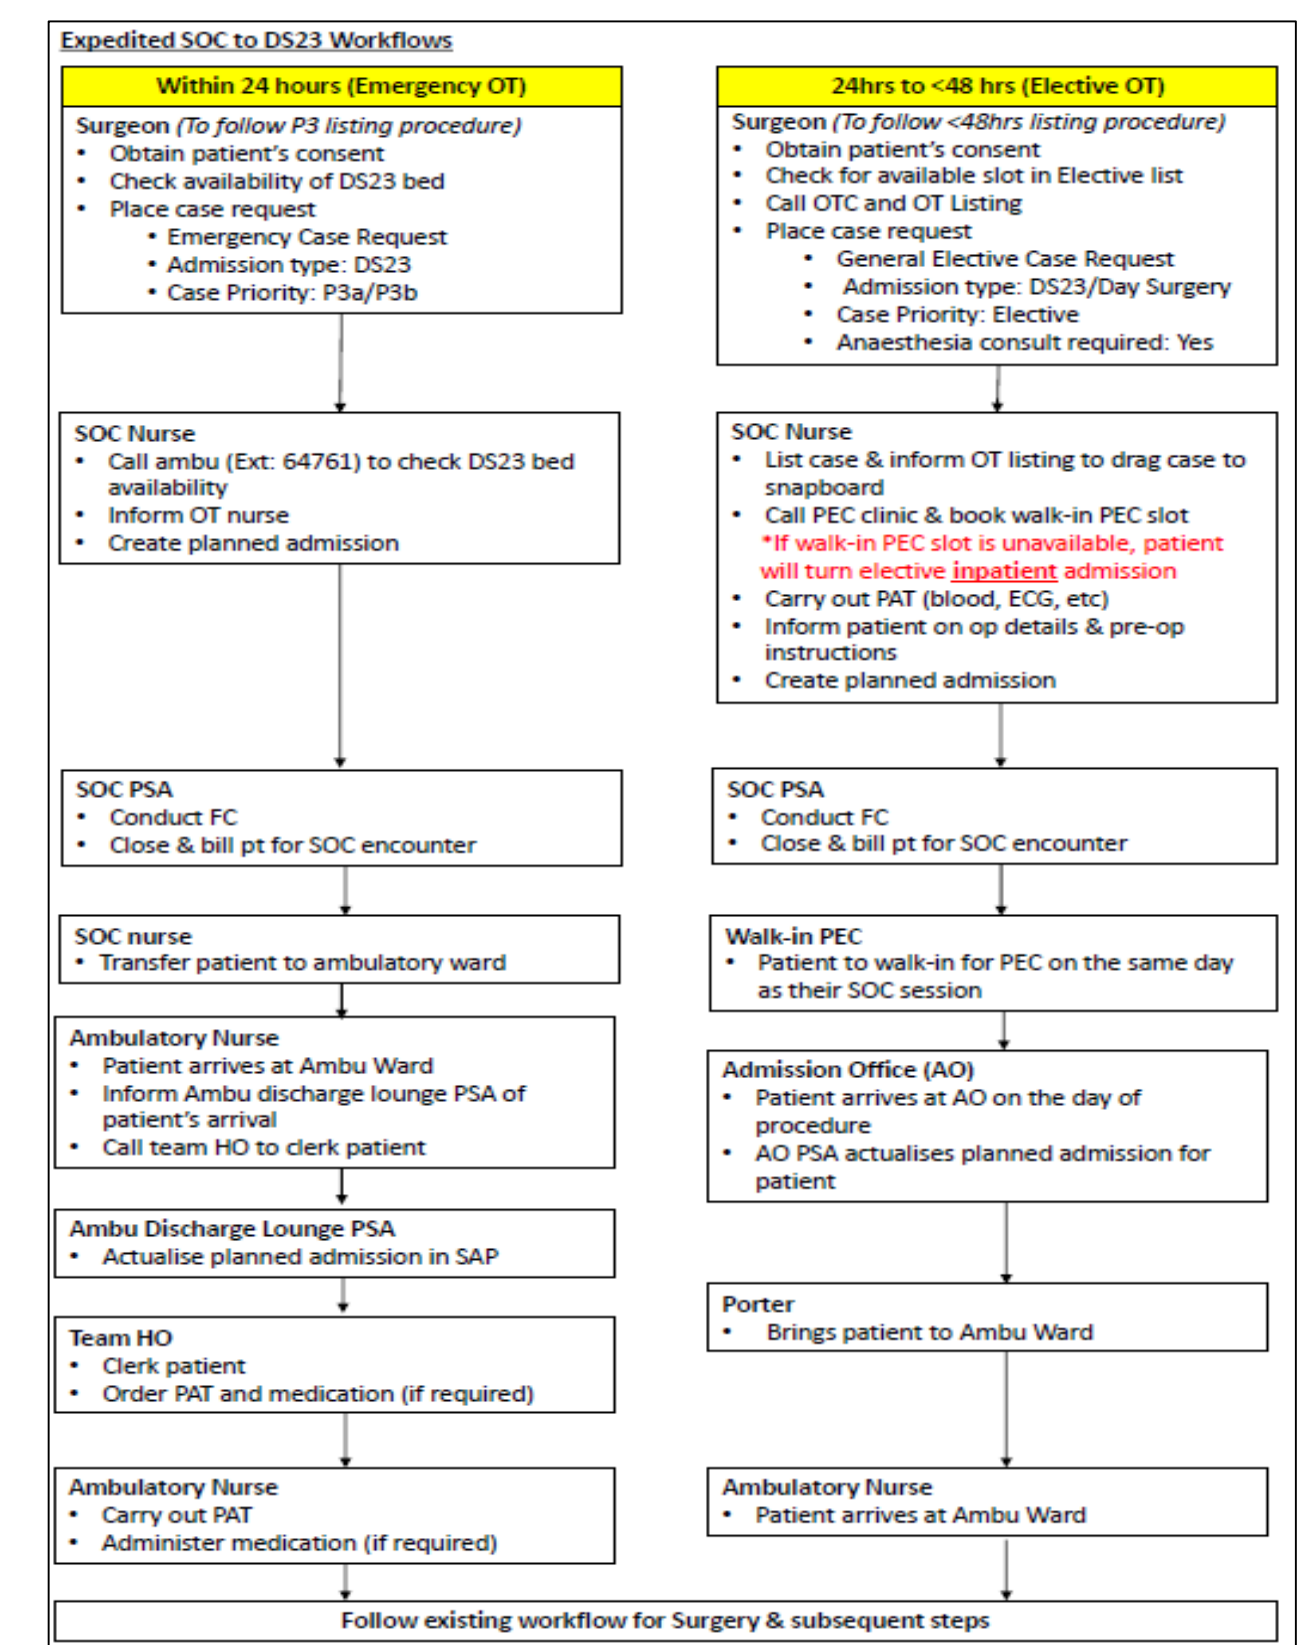 Expedited SOC to DS23 Workflows
Within 24 hours (Emergency OT)
Surgeon (To follow P3 listing procedure)
• Obtain patient's consent
• Check availability of DS23 bed
• Place case request
• Emergency Case Request
• Admission type: DS23
• Case Priority: P3a/P3b
SOC Nurse
• Call ambu (Ext: 64761) to check DS23 bed
availability
• Inform OT nurse
• Create planned admission
SOC PSA
• Conduct FC
• Close & bill pt for SOC encounter
SOC nurse
• Transfer patient to ambulatory ward
Ambulatory Nurse
• Patient arrives at Ambu Ward
• Inform Ambu discharge lounge PSA of
patient's arrival
• Call team HO to clerk patient
Ambu Discharge Lounge PSA
• Actualise planned admission in SAP
Team HO
• Clerk patient
• Order PAT and medication (if required)
Ambulatory Nurse
• Carry out PAT
• Administer medication (if required)
24hrs to <48 hrs (Elective OT)
Surgeon (To follow <48hrs listing procedure)
• Obtain patient's consent
• Check for available slot in Elective list
• Call OTC and OT Listing
• Place case request
• General Elective Case Request
• Admission type: DS23/Day Surgery
• Case Priority: Elective
• Anaesthesia consult required: Yes
SOC Nurse
• List case & inform OT listing to drag case to
snapboard
• Call PEC clinic & book walk-in PEC slot
*If walk-in PEC slot is unavailable, patient
will turn elective inpatient admission
• Carry out PAT (blood, ECG, etc)
• Inform patient on op details & pre-op
instructions
• Create planned admission
SOC PSA
• Conduct FC
• Close & bill pt for SOC encounter
Walk-in PEC
• Patient to walk-in for PEC on the same day
as their SOC session
Admission Office (AO)
• Patient arrives at AO on the day of
procedure
• AO PSA actualises planned admission for
patient
Porter
• Brings patient to Ambu Ward
Ambulatory Nurse
• Patient arrives at Ambu Ward
Follow existing workflow for Surgery & subsequent steps